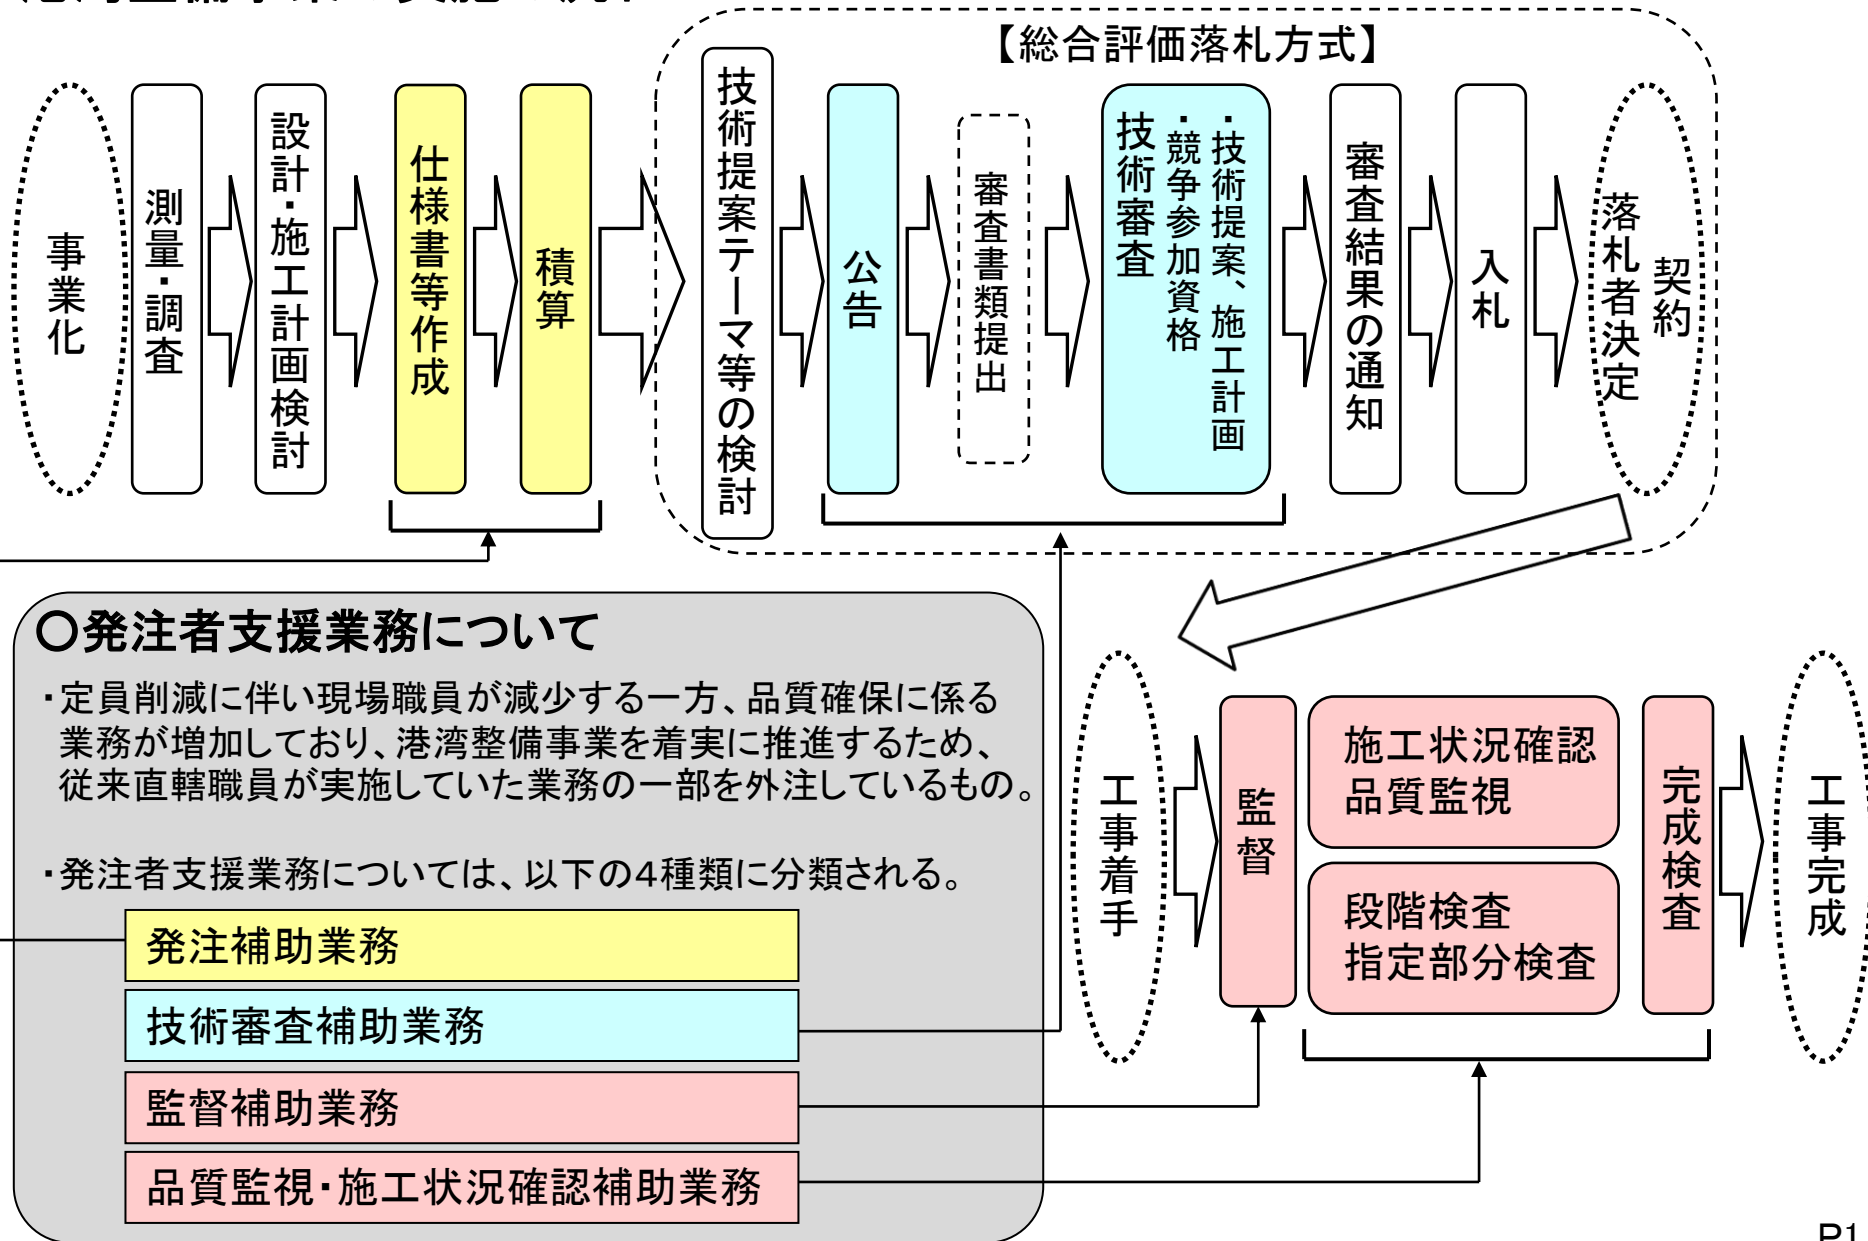 【総合評価落札方式】
事業化
測量・調査
設計・施工計画検討
仕様書等作成
積算
技術提案テーマ等の検討
公告
審査書類提出
技術審査
・競争参加資格
・技術提案、施工計画
審査結果の通知
入札
落札者決定
契約
〇発注者支援業務について
・定員削減に伴い現場職員が減少する一方、品質確保に係る
業務が増加しており、港湾整備事業を着実に推進するため、
従来直轄職員が実施していた業務の一部を外注しているもの。
・発注者支援業務については、以下の4種類に分類される。
発注補助業務
技術審査補助業務
監督補助業務
品質監視・施工状況確認補助業務
工事着手
監督
施工状況確認
品質監視
段階検査
指定部分検査
完成検査
工事完成
P1